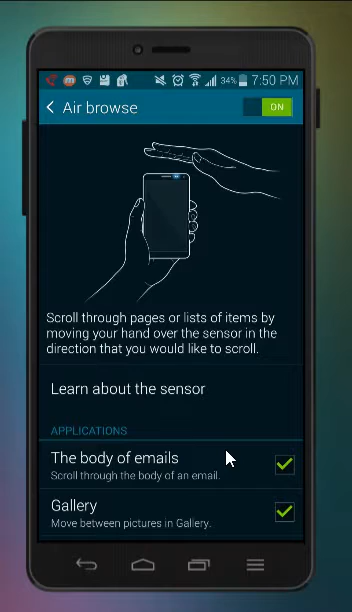 34% 7:50 PM
Air browse
ON
Scroll through pages or lists of items by
moving your hand over the sensor in the
direction that you would like to scroll.
Learn about the sensor
APPLICATIONS
The body of emails
Scroll through the body of an email.
Gallery
Move between pictures in Gallery.